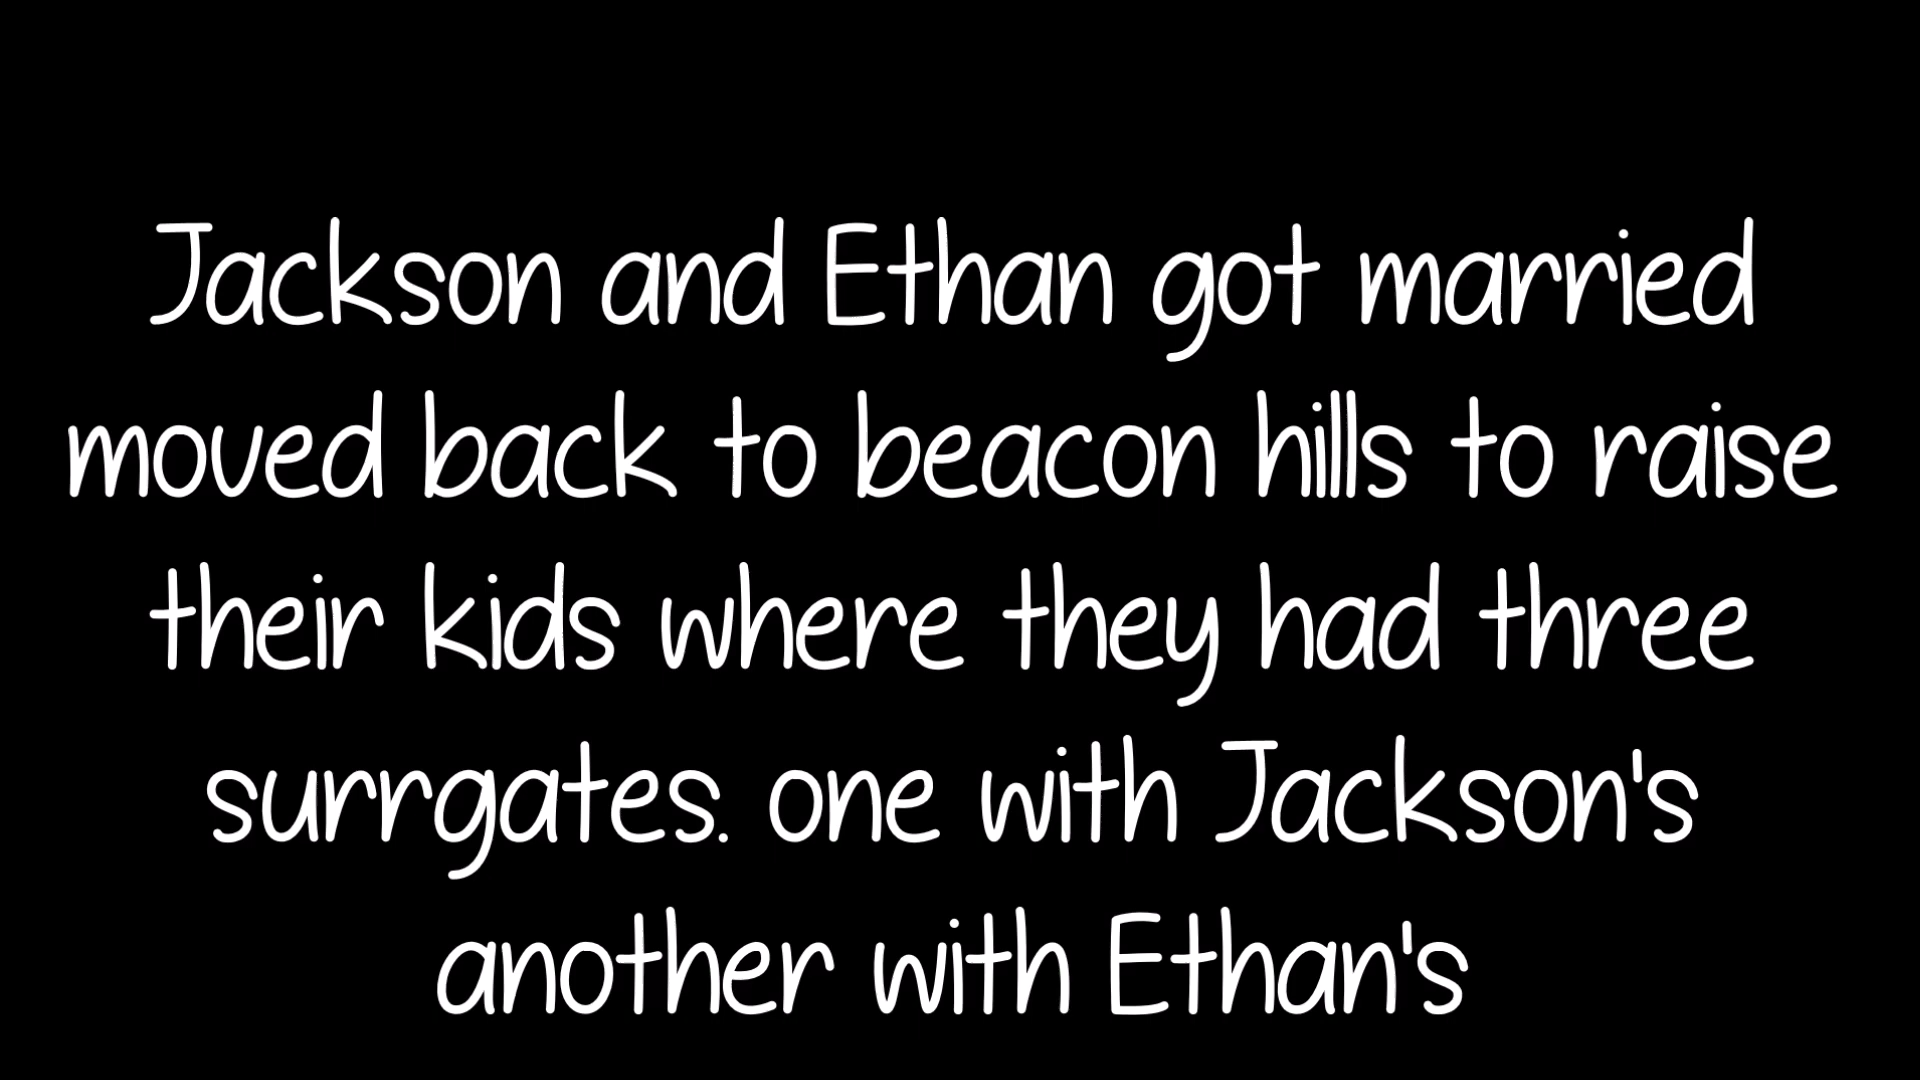 Jackson and Ethan got married
moved back to beacon hills to raise
their kids where they had three
surrgates. one with Jackson's
another with Ethan's